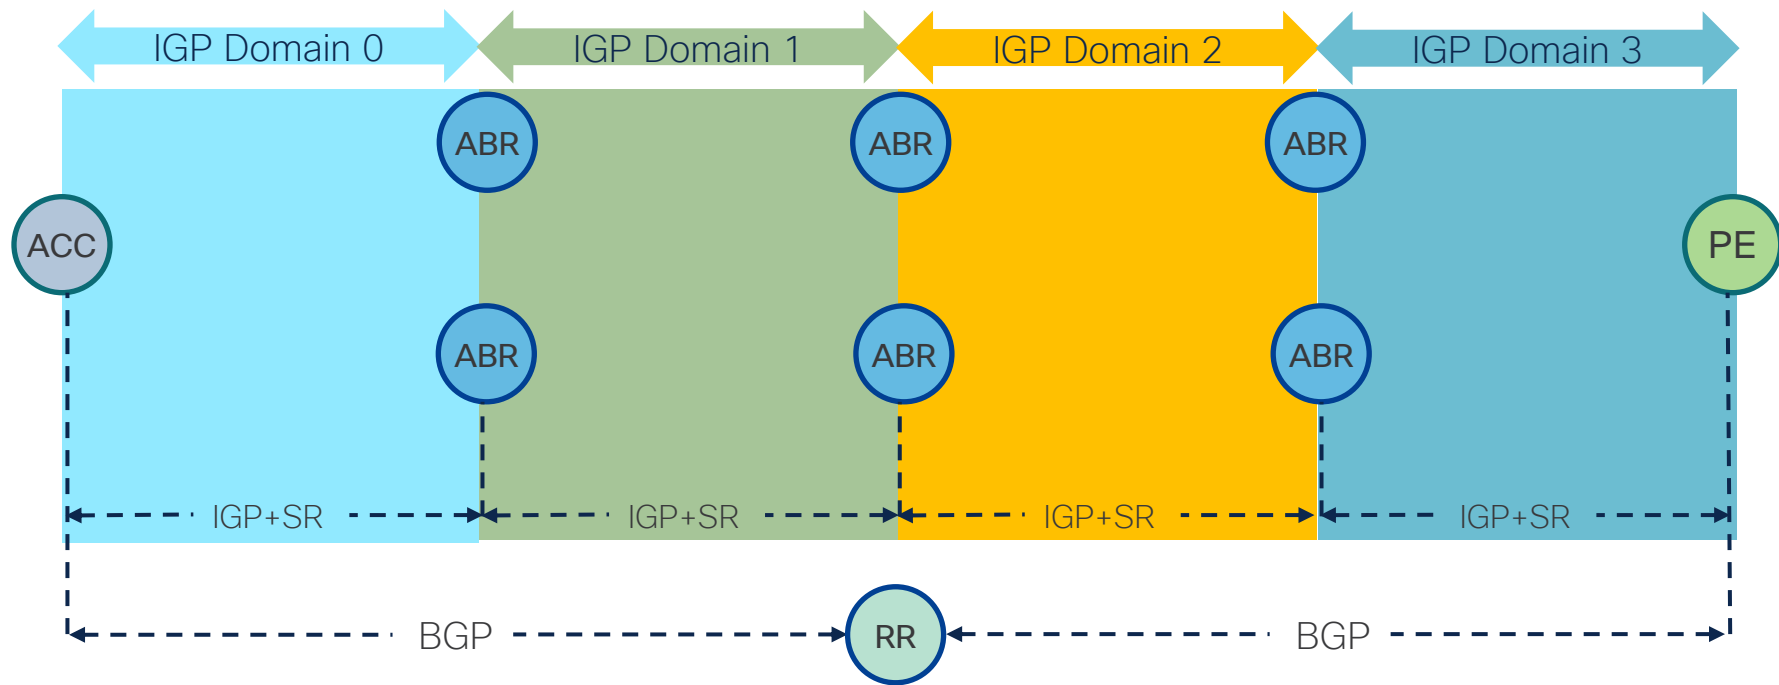 IGP Domain 0
IGP Domain 1
IGP Domain 2
IGP Domain 3
ABR
ABR
ABR
ACC
PE
ABR
ABR
ABR
IGP+SR
IGP+SR
IGP+SR
IGP+SR
BGP
RR
BGP